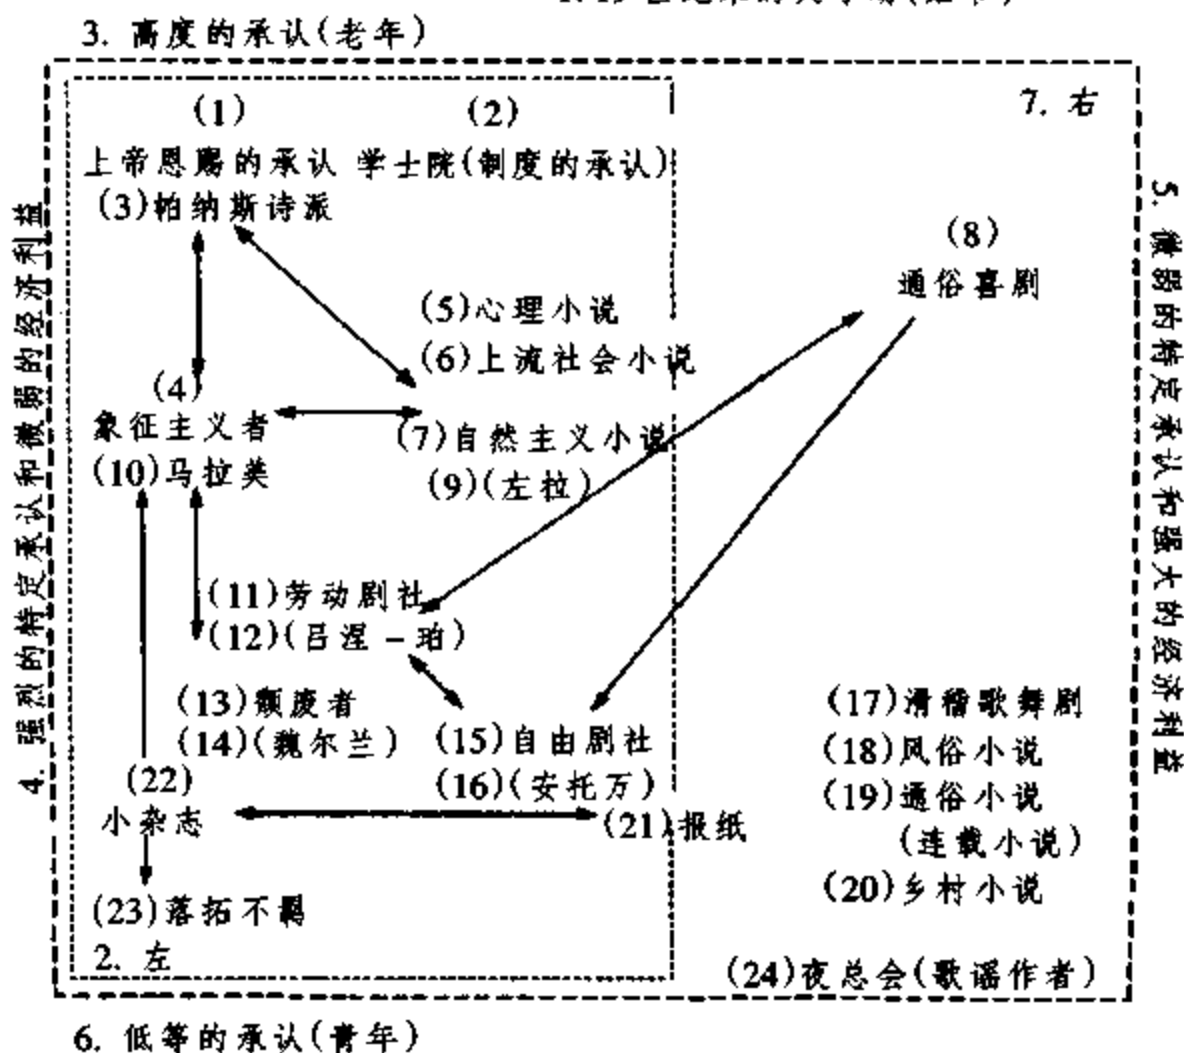 3. 高度的承认(老年)
7. 右
(1)
(2)
上帝恩赐的承认 学士院(制度的承认)
(3)帕纳斯诗派
(8)
通俗喜剧
(5)心理小说
(6)上流社会小说
(4)
象征主义者
(7)自然主义小说
(10)马拉美
(9)(左拉)
(11)劳动剧社
(12)(吕涅-珀)
(13)颓废者
(14)(魏尔兰)
(15)自由剧社
(16)(安托万)
(17)滑稽歌舞剧
(18)风俗小说
(19)通俗小说
(连载小说)
(20)乡村小说
(22)
小杂志
(21)报纸
(23)落拓不羁
2. 左
(24)夜总会(歌谣作者)
6. 低等的承认(青年)
4. 强烈的特定承认和微弱的经济利益
5. 微弱的特定承认和强大的经济利益